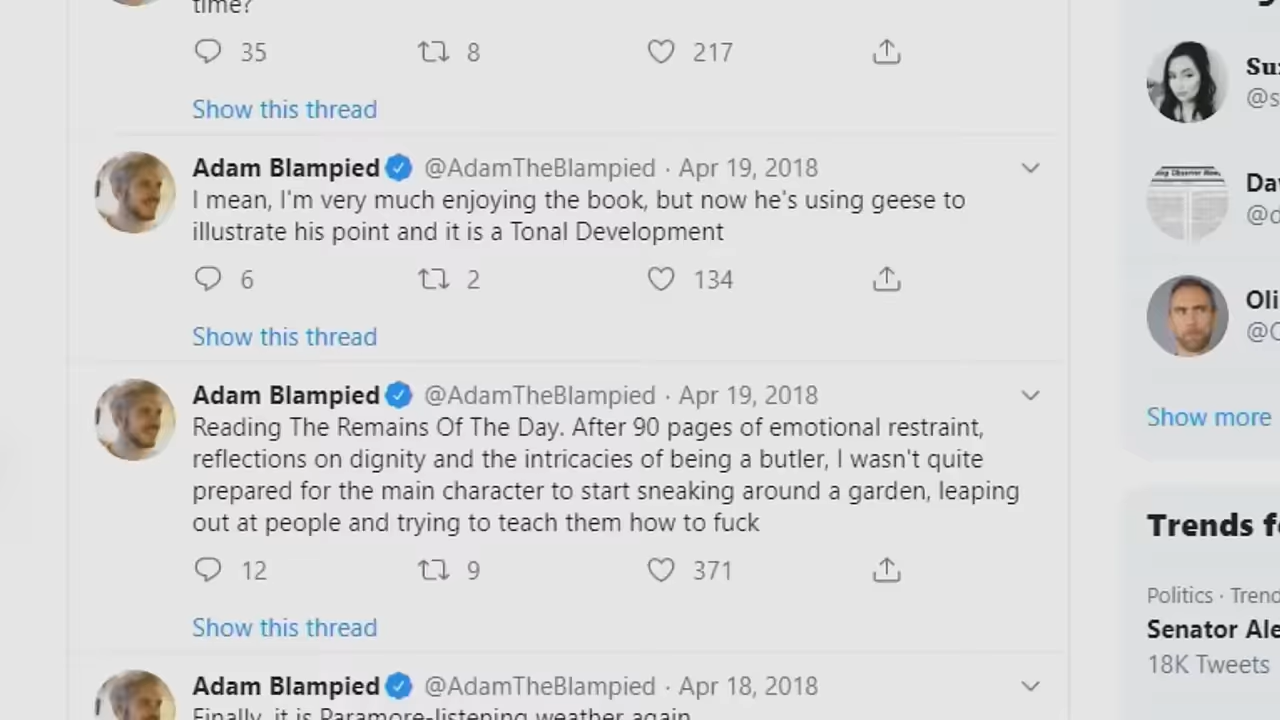 time?
35 8 217
Show this thread
Adam Blampied @AdamTheBlampied · Apr 19, 2018
I mean, I'm very much enjoying the book, but now he's using geese to
illustrate his point and it is a Tonal Development
6 2 134
Show this thread
Adam Blampied @AdamTheBlampied · Apr 19, 2018
Reading The Remains Of The Day. After 90 pages of emotional restraint,
reflections on dignity and the intricacies of being a butler, I wasn't quite
prepared for the main character to start sneaking around a garden, leaping
out at people and trying to teach them how to fuck
12 9 371
Show this thread
Adam Blampied @AdamTheBlampied · Apr 18, 2018
Finally, it is Paramore-listening weather again
Su
@s
Da
@d
Oli
Show more
Trends f
Politics · Trend
Senator Ale
18K Tweets